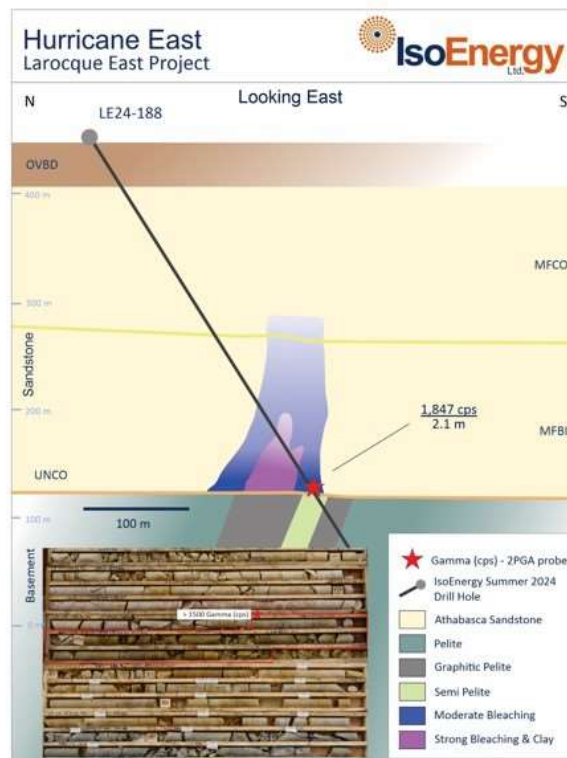 Hurricane East
Larocque East Project
IsoEnergy
Ltd.
N
Looking East
S
LE24-188
OVBD
400 m
MFCO
300 m
Sandstone
200 m
1,847 cps
2.1 m
MFBI
UNCO
100 m
100 m
Basement
0 m
> 1500 Gamma (cps)
Gamma (cps) - 2PGA probe
IsoEnergy Summer 2024
Drill Hole
Athabasca Sandstone
Pelite
Graphitic Pelite
Semi Pelite
Moderate Bleaching
Strong Bleaching & Clay